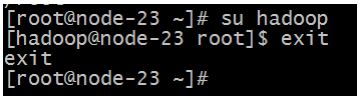 [root@node-23 ~]# su hadoop
[hadoop@node-23 root]$ exit
exit
[root@node-23 ~]#